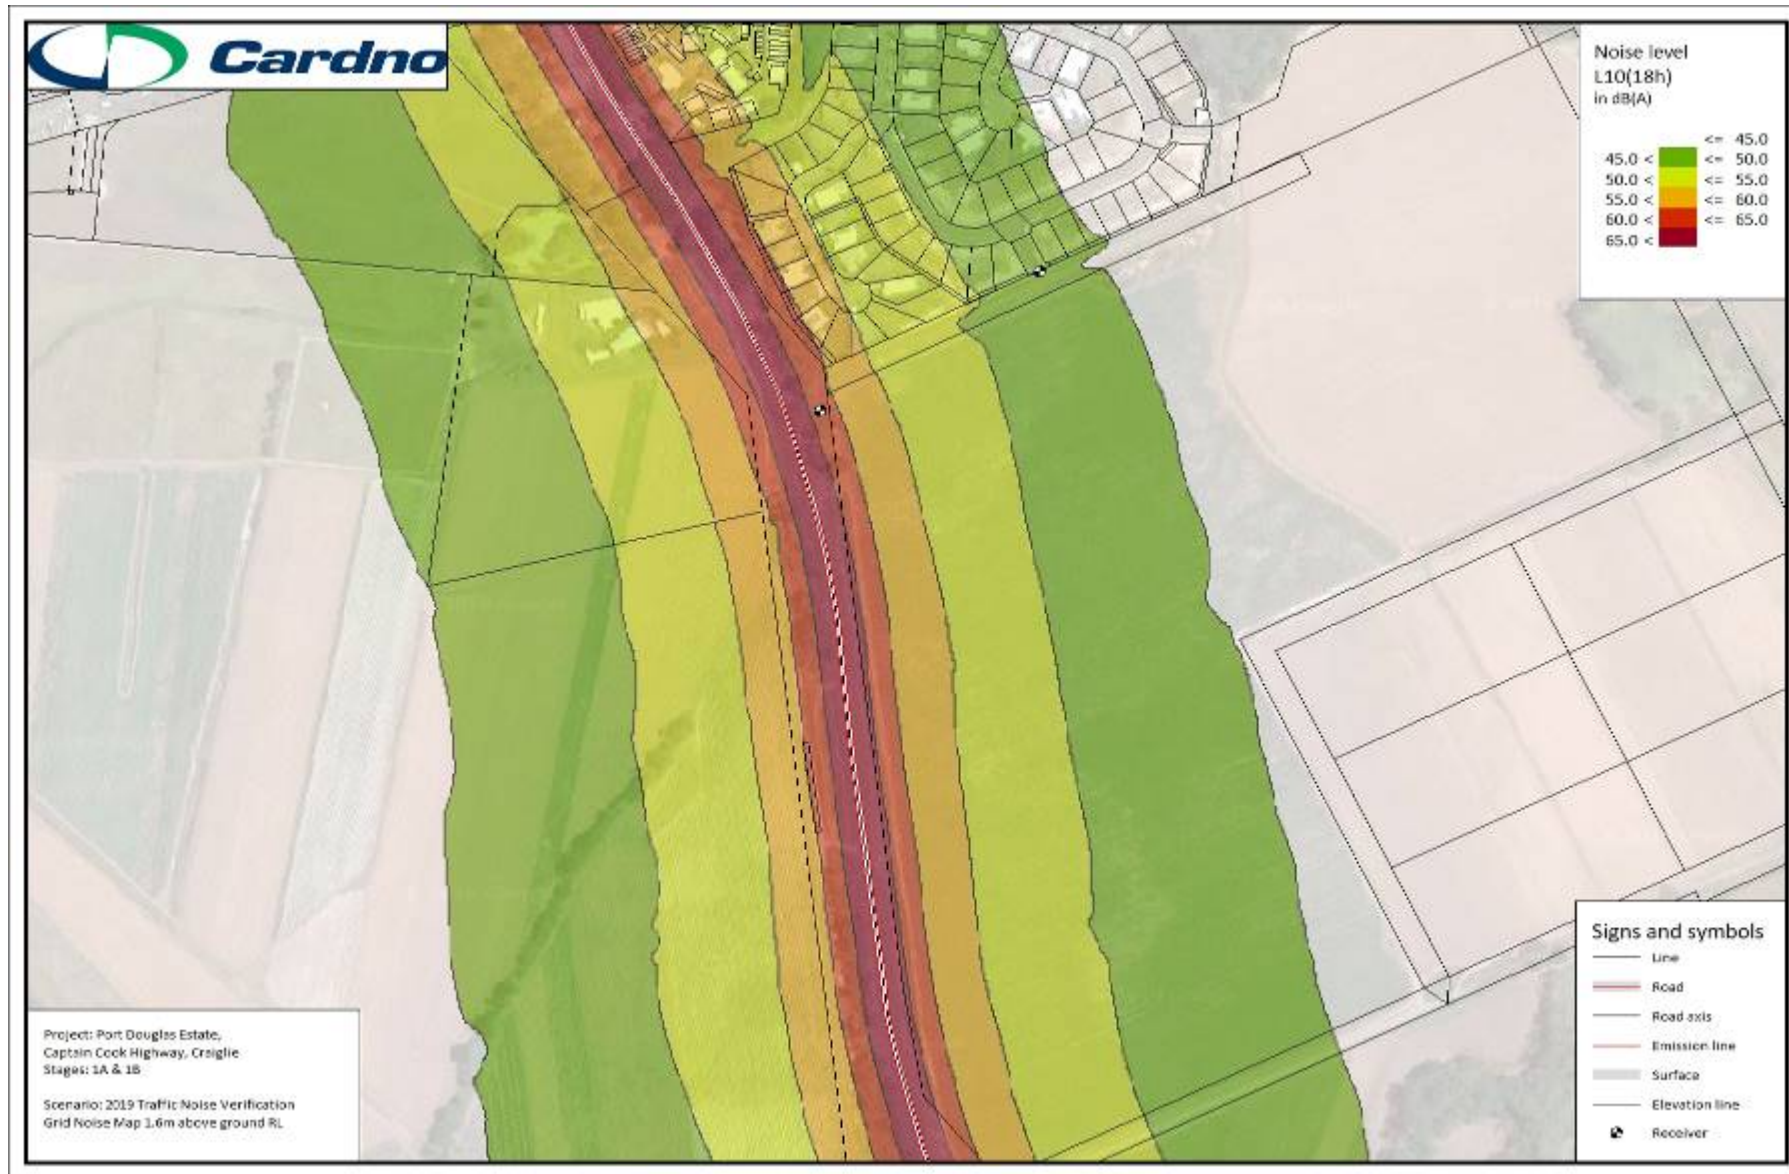 Cardno
Noise level
L10(18h)
in dB(A)
<= 45.0
45.0 < <= 50.0
50.0 < <= 55.0
55.0 < <= 60.0
60.0 < <= 65.0
65.0 <
Signs and symbols
Line
Road
Road axis
Emission line
Surface
Elevation line
Receiver
Project: Port Douglas Estate,
Captain Cook Highway, Craiglie
Stages: 1A & 1B
Scenario: 2019 Traffic Noise Verification
Grid Noise Map 1.6m above ground RL